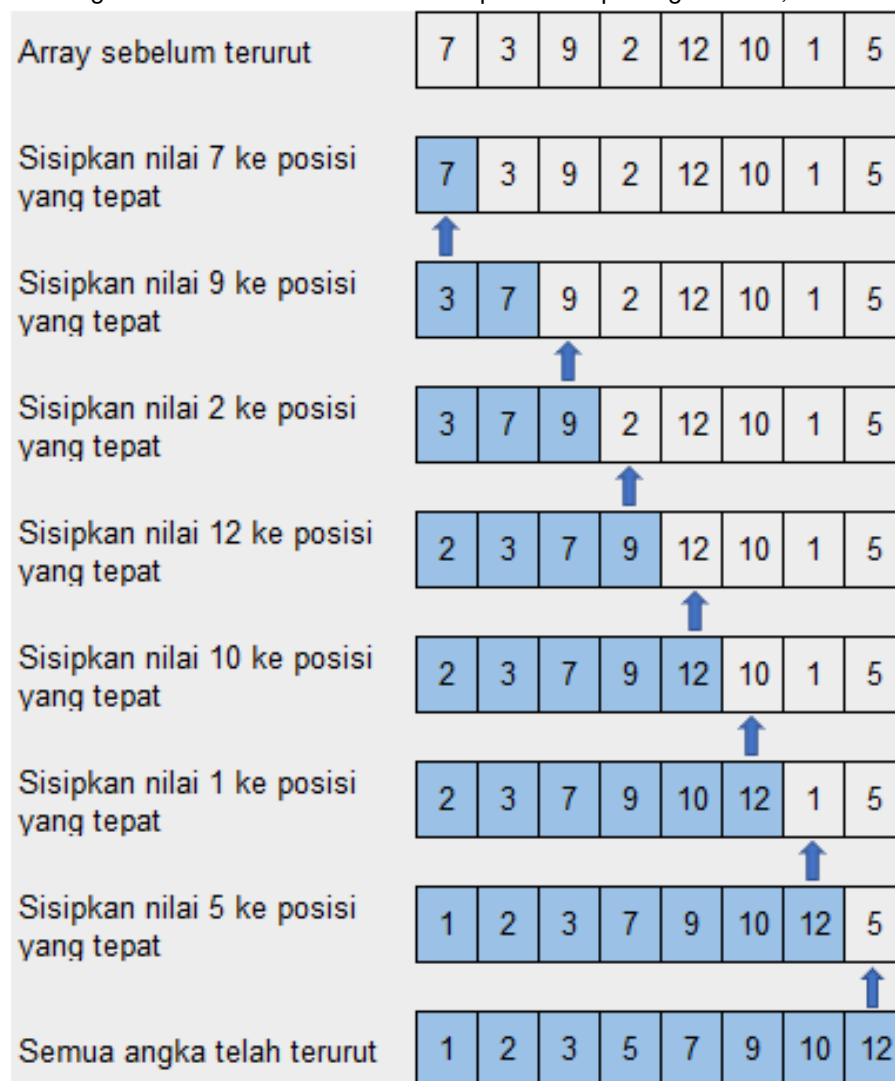 Array sebelum terurut 7 3 9 2 12 10 1 5
Sisipkan nilai 7 ke posisi
yang tepat 7 3 9 2 12 10 1 5
Sisipkan nilai 9 ke posisi
yang tepat 3 7 9 2 12 10 1 5
Sisipkan nilai 2 ke posisi
yang tepat 3 7 9 2 12 10 1 5
Sisipkan nilai 12 ke posisi
yang tepat 2 3 7 9 12 10 1 5
Sisipkan nilai 10 ke posisi
yang tepat 2 3 7 9 12 10 1 5
Sisipkan nilai 1 ke posisi
yang tepat 2 3 7 9 10 12 1 5
Sisipkan nilai 5 ke posisi
yang tepat 1 2 3 7 9 10 12 5
Semua angka telah terurut 1 2 3 5 7 9 10 12